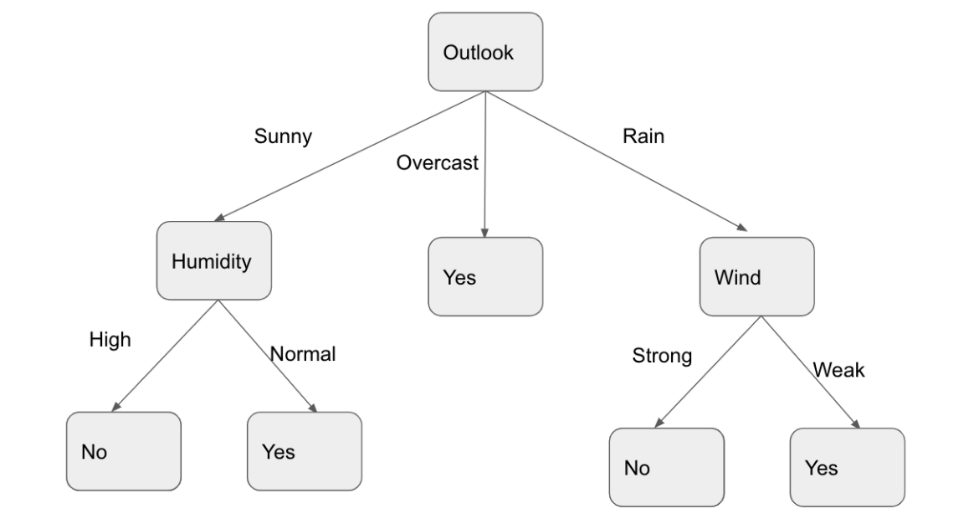 Outlook
Sunny
Overcast
Rain
Humidity
Yes
Wind
High
Normal
Strong
Weak
No
Yes
No
Yes